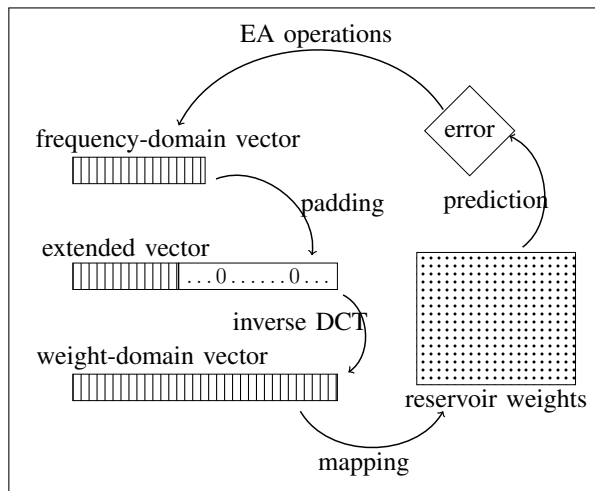 EA operations
frequency-domain vector
error
padding
prediction
extended vector
...0......0...
inverse DCT
weight-domain vector
reservoir weights
mapping